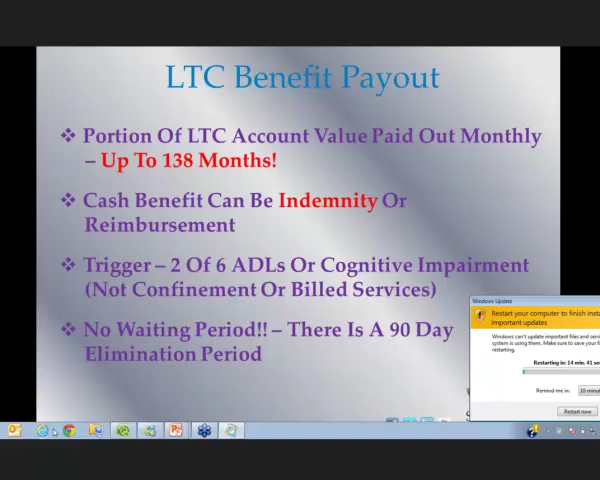 LTC Benefit Payout
❖ Portion Of LTC Account Value Paid Out Monthly
– Up To 138 Months!
❖ Cash Benefit Can Be Indemnity Or
Reimbursement
❖ Trigger – 2 Of 6 ADLs Or Cognitive Impairment
(Not Confinement Or Billed Services)
❖ No Waiting Period!! – There Is A 90 Day
Elimination Period
Windows Update
Restart your computer to finish
important updates
Windows can't update important files and
system is using them. Make sure to save your
restarting.
Restarting in: 14 min. 41
Remind me in: 10
Restart now